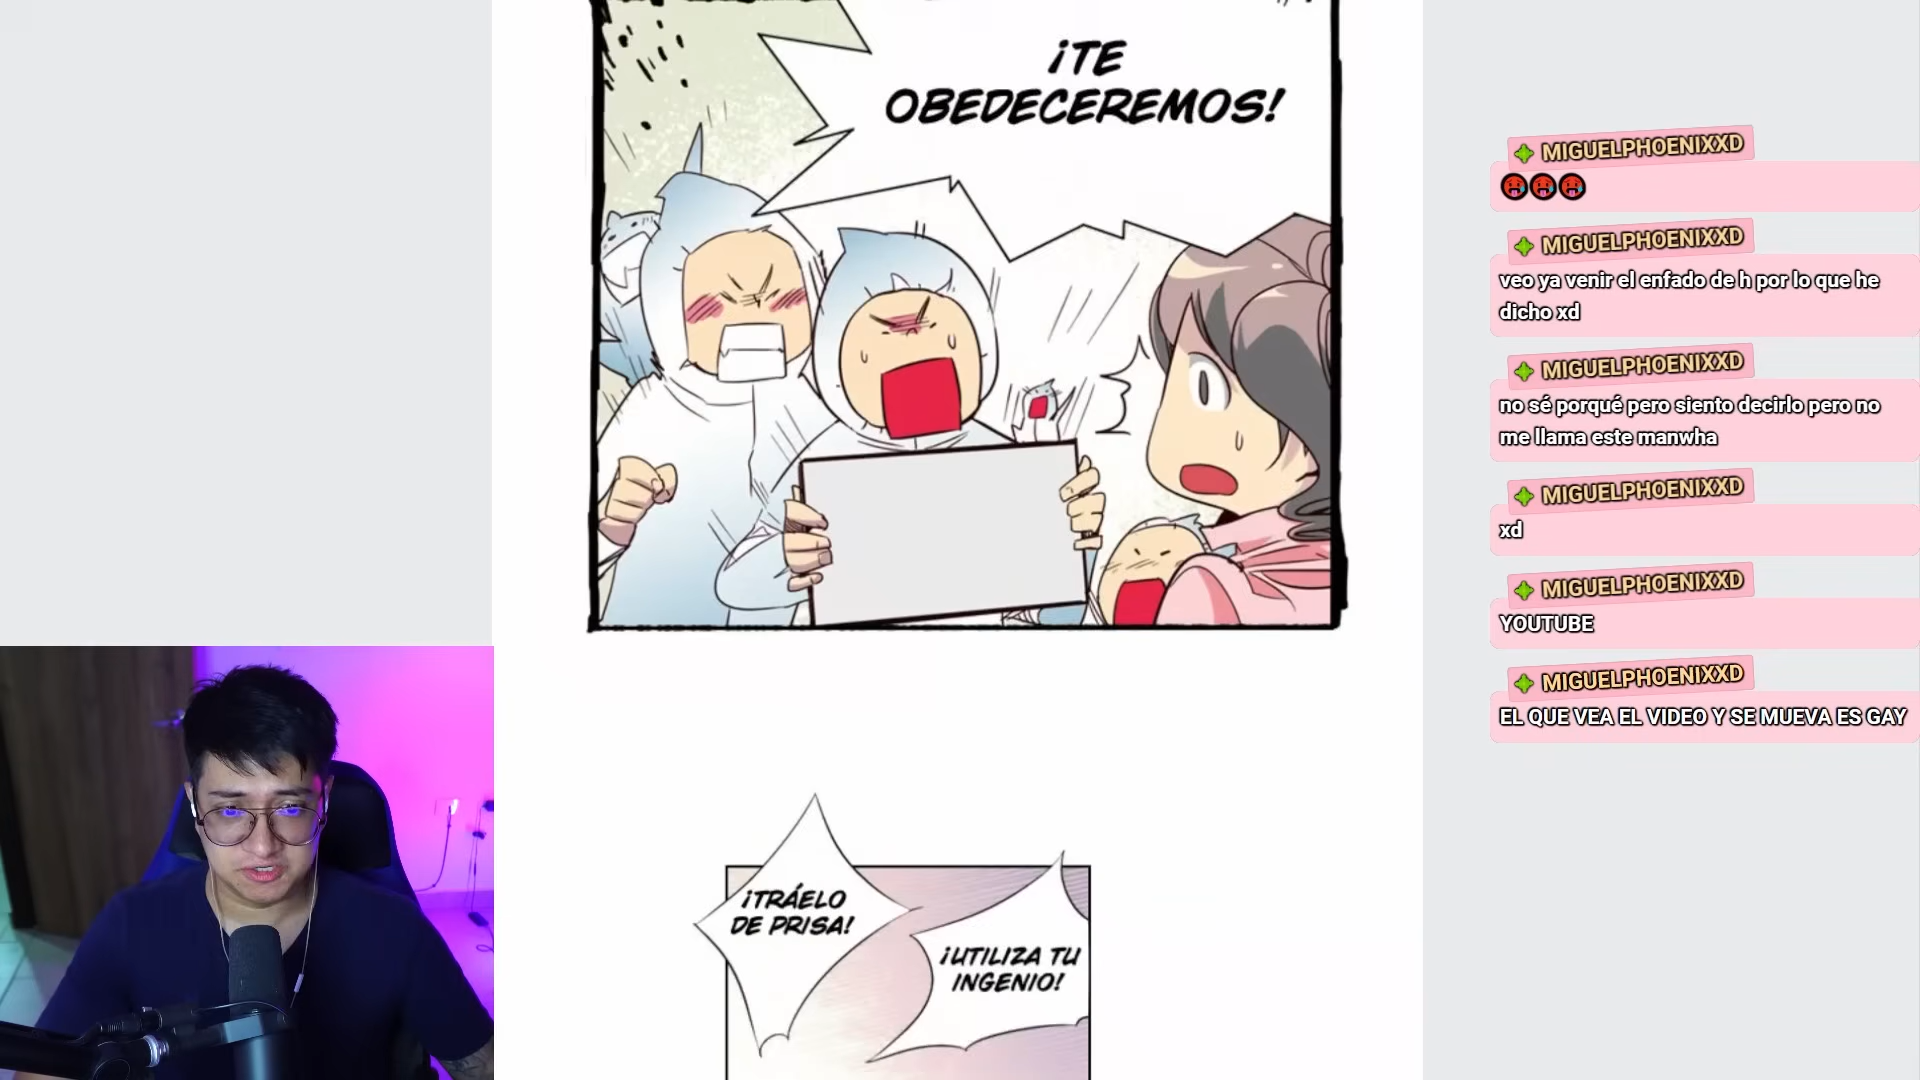 ¡TE
OBEDECEREMOS!
¡TRÁELO
DE PRISA!
¡UTILIZA TU
INGENIO!
MIGUELPHOENIXXD
MIGUELPHOENIXXD
veo ya venir el enfado de h por lo que he
dicho xd
MIGUELPHOENIXXD
no sé porqué pero siento decirlo pero no
me llama este manwha
MIGUELPHOENIXXD
xd
MIGUELPHOENIXXD
YOUTUBE
MIGUELPHOENIXXD
EL QUE VEA EL VIDEO Y SE MUEVA ES GAY